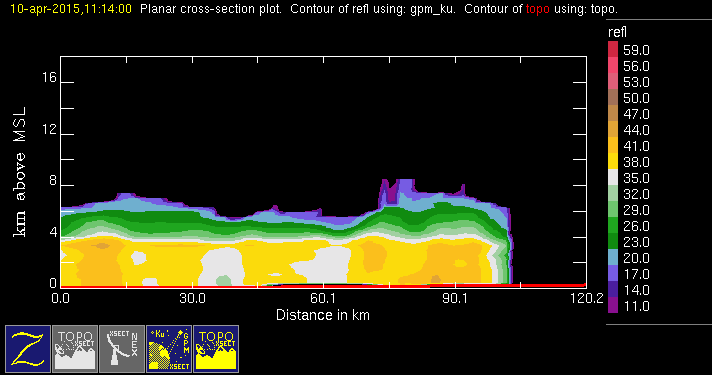 10-apr-2015,11:14:00 Planar cross-section plot. Contour of refl using: gpm_ku. Contour of topo using: topo.
refl
59.0
56.0
53.0
50.0
47.0
44.0
41.0
38.0
35.0
32.0
29.0
26.0
23.0
20.0
17.0
14.0
11.0
km above MSL
16
12
8
4
0
0.0 30.0 60.1 90.1 120.2
Distance in km
Z
TOPO
XSECT
XSECT
XSECT
Ku
GPM
XSECT
TOPO
XSECT